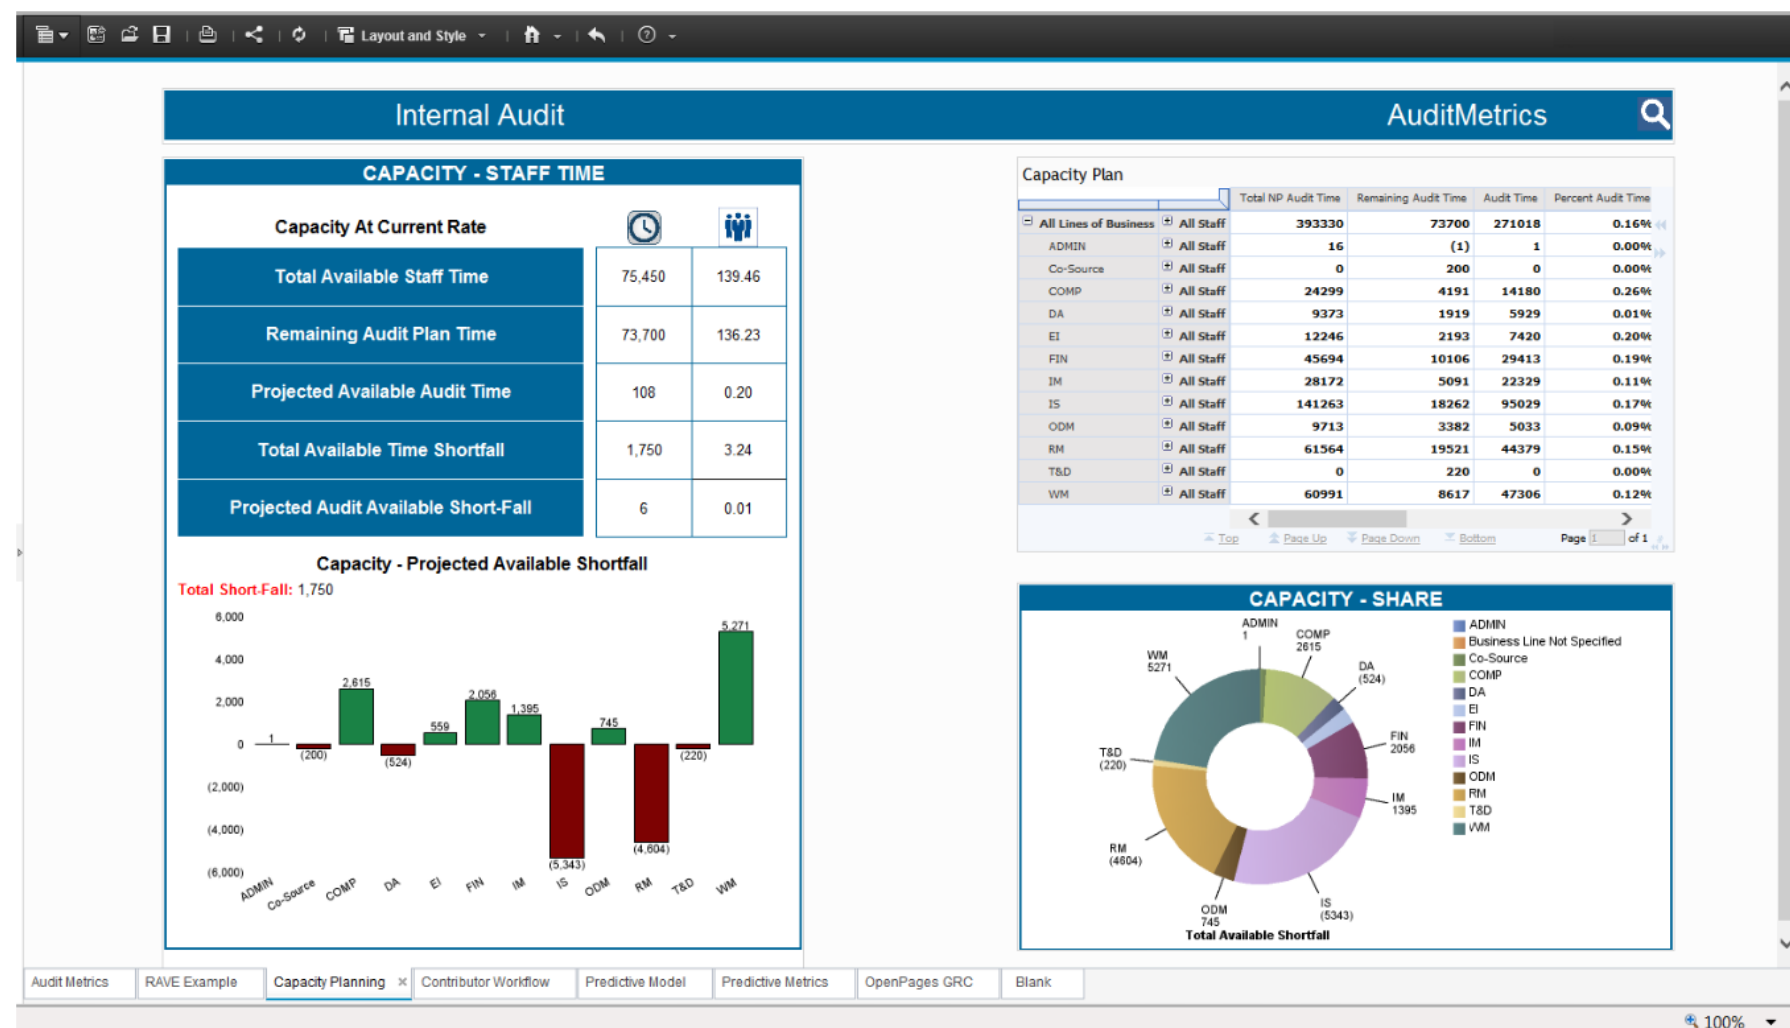 Layout and Style
Internal Audit
AuditMetrics
CAPACITY - STAFF TIME
Capacity At Current Rate
Total Available Staff Time 75,450 139.46
Remaining Audit Plan Time 73,700 136.23
Projected Available Audit Time 108 0.20
Total Available Time Shortfall 1,750 3.24
Projected Audit Available Short-Fall 6 0.01
Capacity - Projected Available Shortfall
Total Short-Fall: 1,750
6,000
4,000
2,000
0
(2,000)
(4,000)
(6,000)
1
(200)
2,615
(524)
559
2,056
1,395
(5,343)
745
(4,604)
(220)
5,271
ADMIN
Co-Source
COMP
DA
EI
FIN
IM
IS
ODM
RM
T&D
WM
Capacity Plan
Total NP Audit Time Remaining Audit Time Audit Time Percent Audit Time
All Lines of Business All Staff 393330 73700 271018 0.16%
ADMIN All Staff 16 (1) 1 0.00%
Co-Source All Staff 0 200 0 0.00%
COMP All Staff 24299 4191 14180 0.26%
DA All Staff 9373 1919 5929 0.01%
EI All Staff 12246 2193 7420 0.20%
FIN All Staff 45694 10106 29413 0.19%
IM All Staff 28172 5091 22329 0.11%
IS All Staff 141263 18262 95029 0.17%
ODM All Staff 9713 3382 5033 0.09%
RM All Staff 61564 19521 44379 0.15%
T&D All Staff 0 220 0 0.00%
WM All Staff 60991 8617 47306 0.12%
Top Page Up Page Down Bottom Page 1 of 1
CAPACITY - SHARE
ADMIN
1
COMP
2615
DA
(524)
FIN
2056
IM
1395
IS
(5343)
ODM
745
RM
(4604)
T&D
(220)
WM
5271
Total Available Shortfall
ADMIN
Business Line Not Specified
Co-Source
COMP
DA
EI
FIN
IM
IS
ODM
RM
T&D
WM
Audit Metrics RAVE Example Capacity Planning Contributor Workflow Predictive Model Predictive Metrics OpenPages GRC Blank
100%